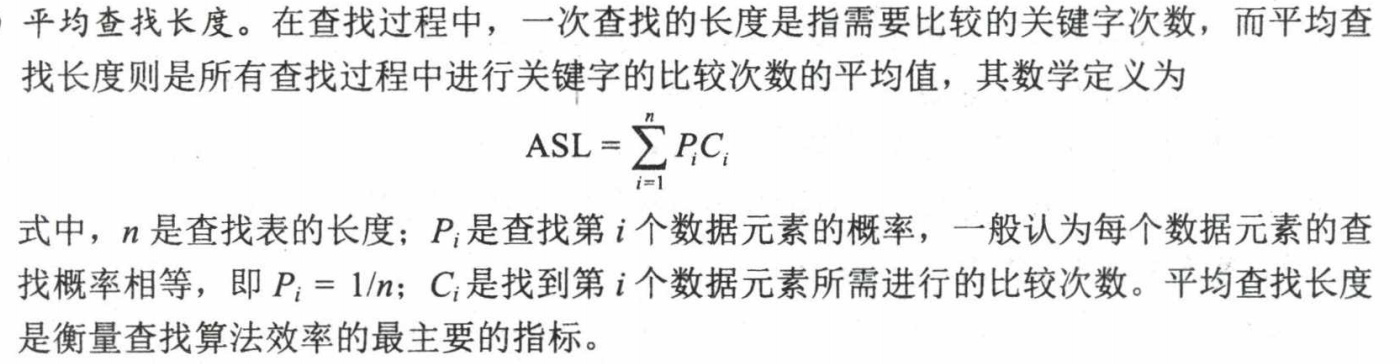 平均查找长度。在查找过程中，一次查找的长度是指需要比较的关键字次数，而平均查
找长度则是所有查找过程中进行关键字的比较次数的平均值，其数学定义为
ASL = ∑_{i=1}^{n} P_i C_i
式中，n 是查找表的长度；P_i 是查找第 i 个数据元素的概率，一般认为每个数据元素的查
找概率相等，即 P_i = 1/n；C_i 是找到第 i 个数据元素所需进行的比较次数。平均查找长度
是衡量查找算法效率的最主要的指标。